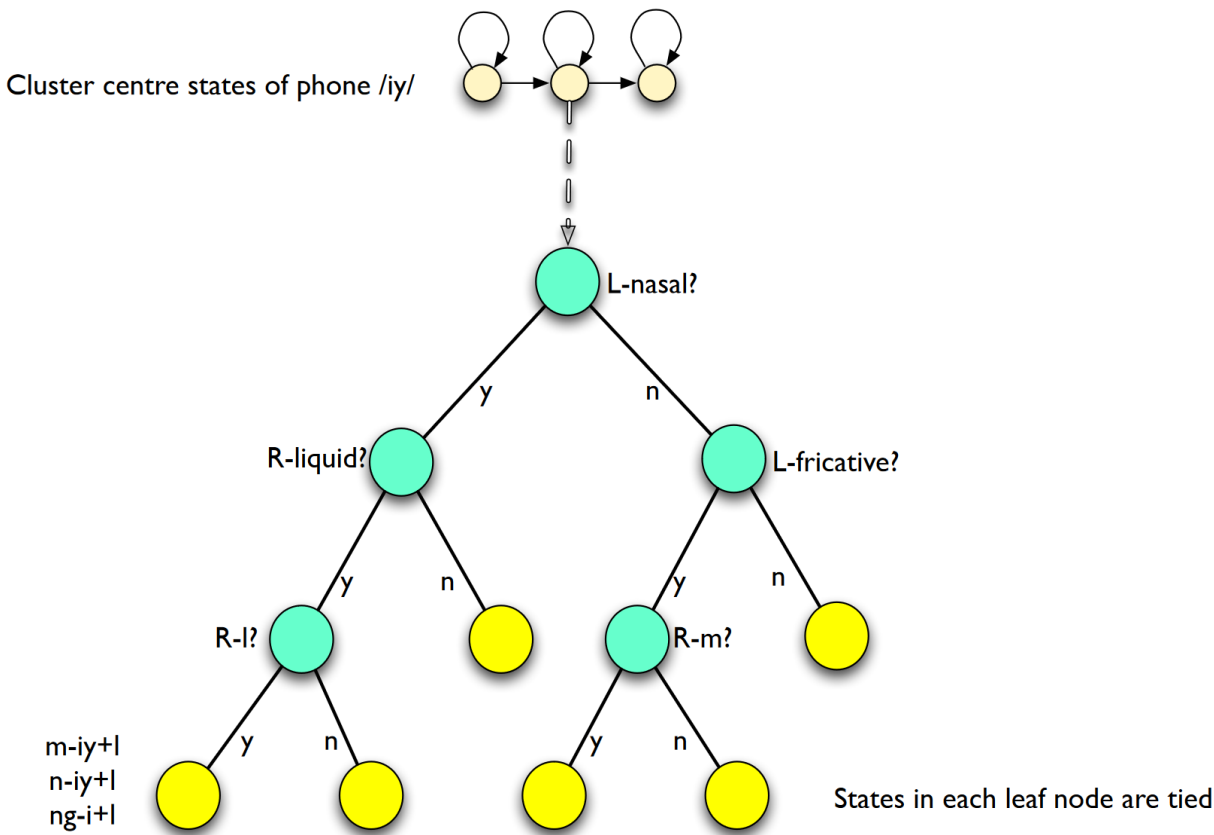 Cluster centre states of phone /iy/
L-nasal?
y
n
R-liquid?
L-fricative?
y
n
y
n
R-l?
R-m?
y
n
y
n
m-iy+l
n-iy+l
ng-i+l
States in each leaf node are tied